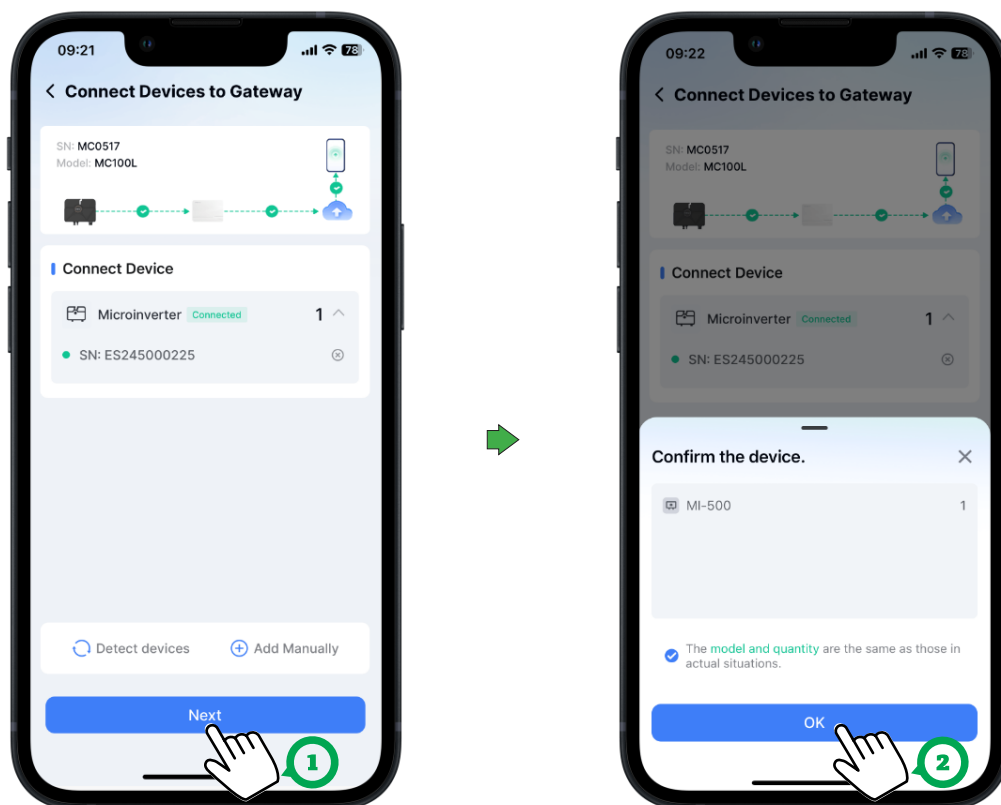 09:21
78
Connect Devices to Gateway
SN: MC0517
Model: MC100L
Connect Device
Microinverter Connected 1
SN: ES245000225
Detect devices Add Manually
Next
1
09:22
78
Connect Devices to Gateway
SN: MC0517
Model: MC100L
Connect Device
Microinverter Connected 1
SN: ES245000225
Confirm the device.
MI-500 1
The model and quantity are the same as those in
actual situations.
OK
2